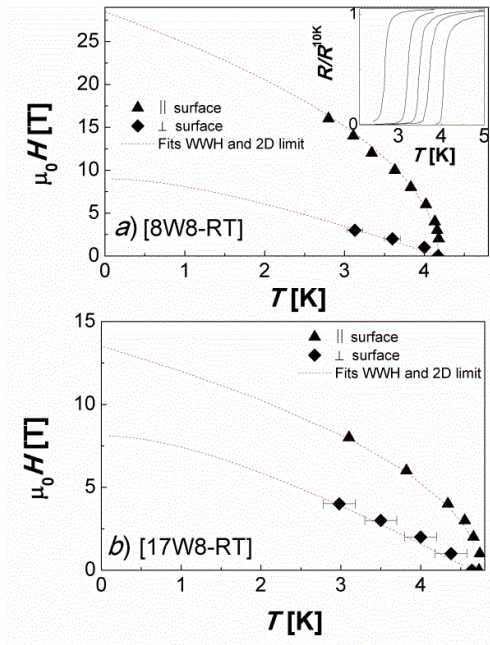 25
20
15
10
5
0
μ₀H [T]
|| surface
⊥ surface
Fits WWH and 2D limit
a) [8W8-RT]
0 1 2 3 4
T [K]
1
0
R/R¹⁰ᴷ
3 4 5
T [K]
15
10
5
0
μ₀H [T]
|| surface
⊥ surface
Fits WWH and 2D limit
b) [17W8-RT]
0 1 2 3 4
T [K]